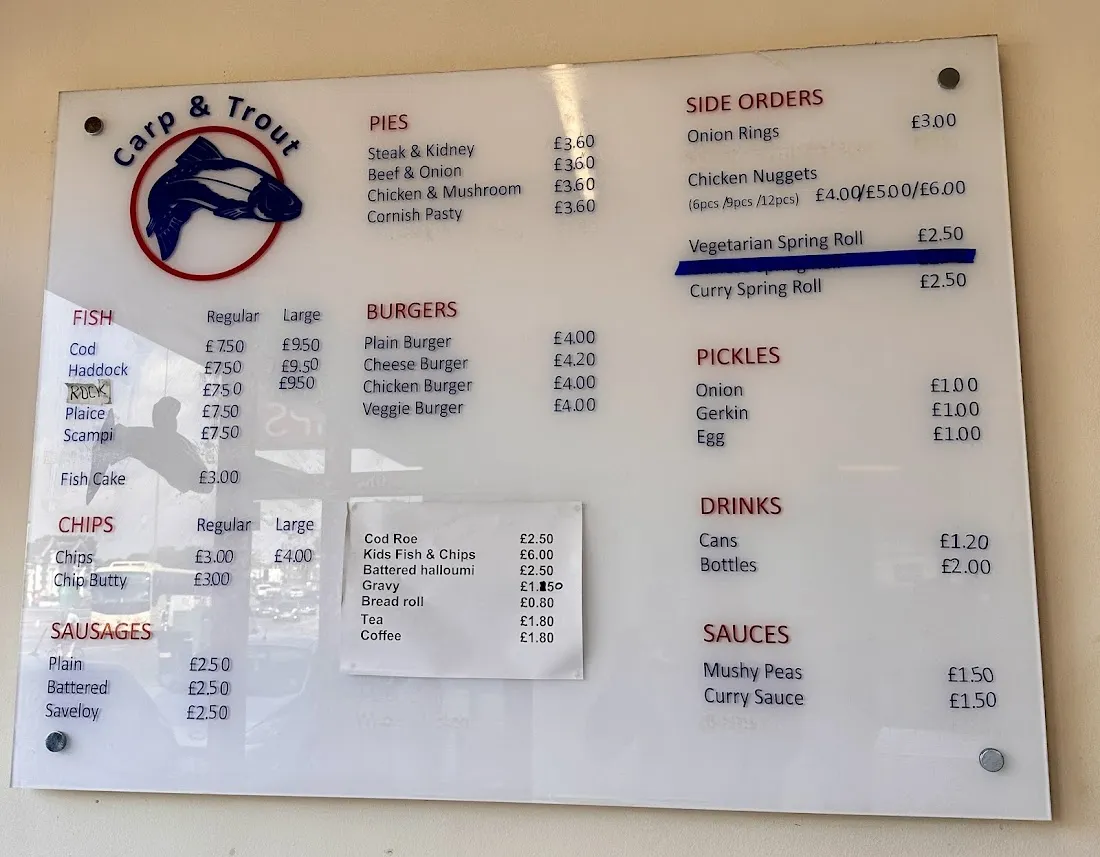 Carp & Trout
FISH Regular Large
Cod £7.50 £9.50
Haddock £7.50 £9.50
ROCK £7.50 £9.50
Plaice £7.50
Scampi £7.50
Fish Cake £3.00
CHIPS Regular Large
Chips £3.00 £4.00
Chip Butty £3.00
SAUSAGES
Plain £2.50
Battered £2.50
Saveloy £2.50
PIES
Steak & Kidney £3.60
Beef & Onion £3.60
Chicken & Mushroom £3.60
Cornish Pasty £3.60
BURGERS
Plain Burger £4.00
Cheese Burger £4.20
Chicken Burger £4.00
Veggie Burger £4.00
Cod Roe £2.50
Kids Fish & Chips £6.00
Battered halloumi £2.50
Gravy £1.50
Bread roll £0.80
Tea £1.80
Coffee £1.80
SIDE ORDERS
Onion Rings £3.00
Chicken Nuggets
(6pcs /9pcs /12pcs) £4.00/£5.00/£6.00
Vegetarian Spring Roll £2.50
Curry Spring Roll £2.50
PICKLES
Onion £1.00
Gerkin £1.00
Egg £1.00
DRINKS
Cans £1.20
Bottles £2.00
SAUCES
Mushy Peas £1.50
Curry Sauce £1.50